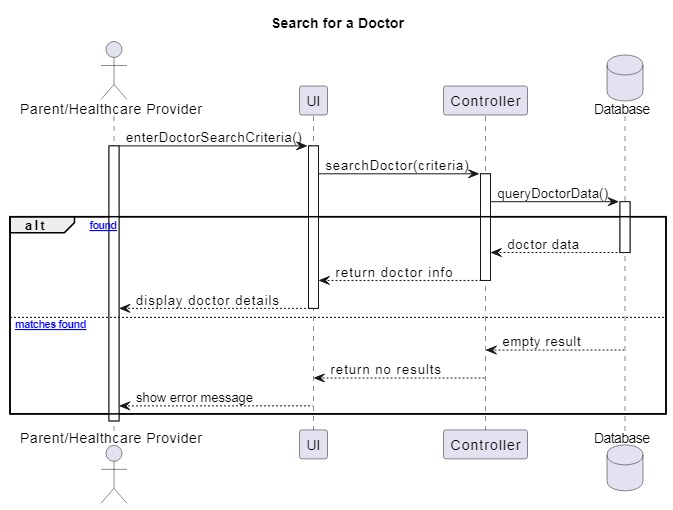 Search for a Doctor
Parent/Healthcare Provider
UI
Controller
Database
enterDoctorSearchCriteria()
searchDoctor(criteria)
queryDoctorData()
alt
found
doctor data
return doctor info
display doctor details
matches found
empty result
return no results
show error message
Parent/Healthcare Provider
UI
Controller
Database